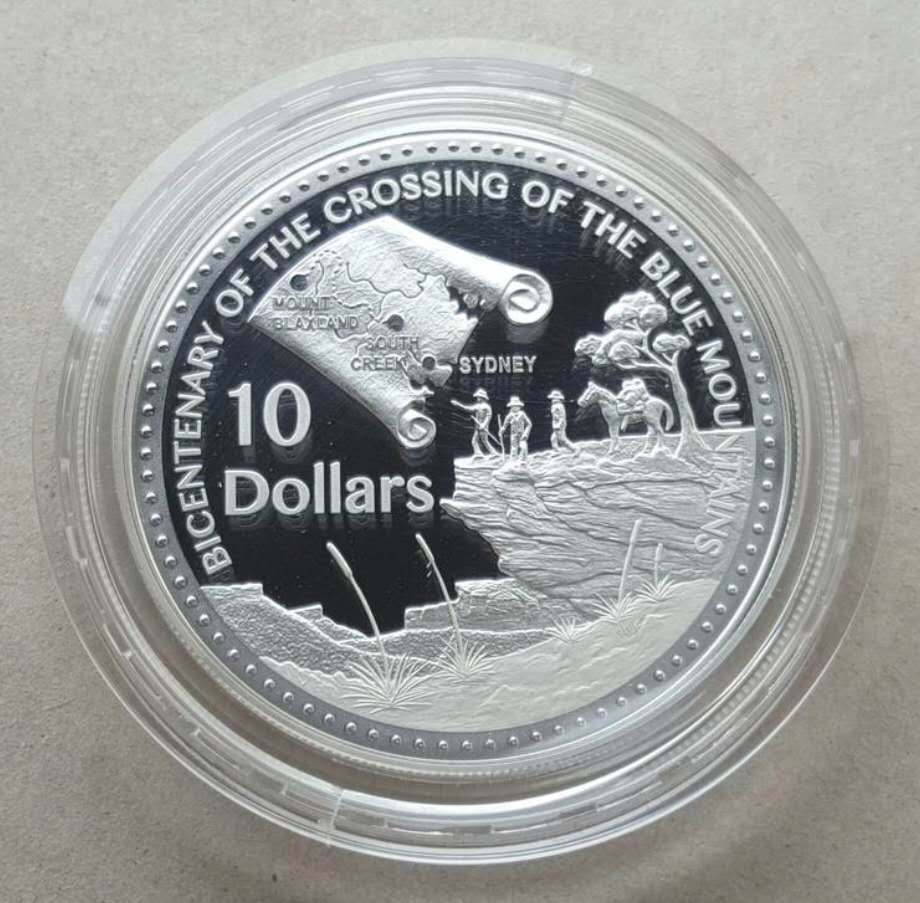 BICENTENARY OF THE CROSSING OF THE BLUE MOUNTAINS
MOUNT
BLAXLAND
SOUTH
CREEK
SYDNEY
10
Dollars